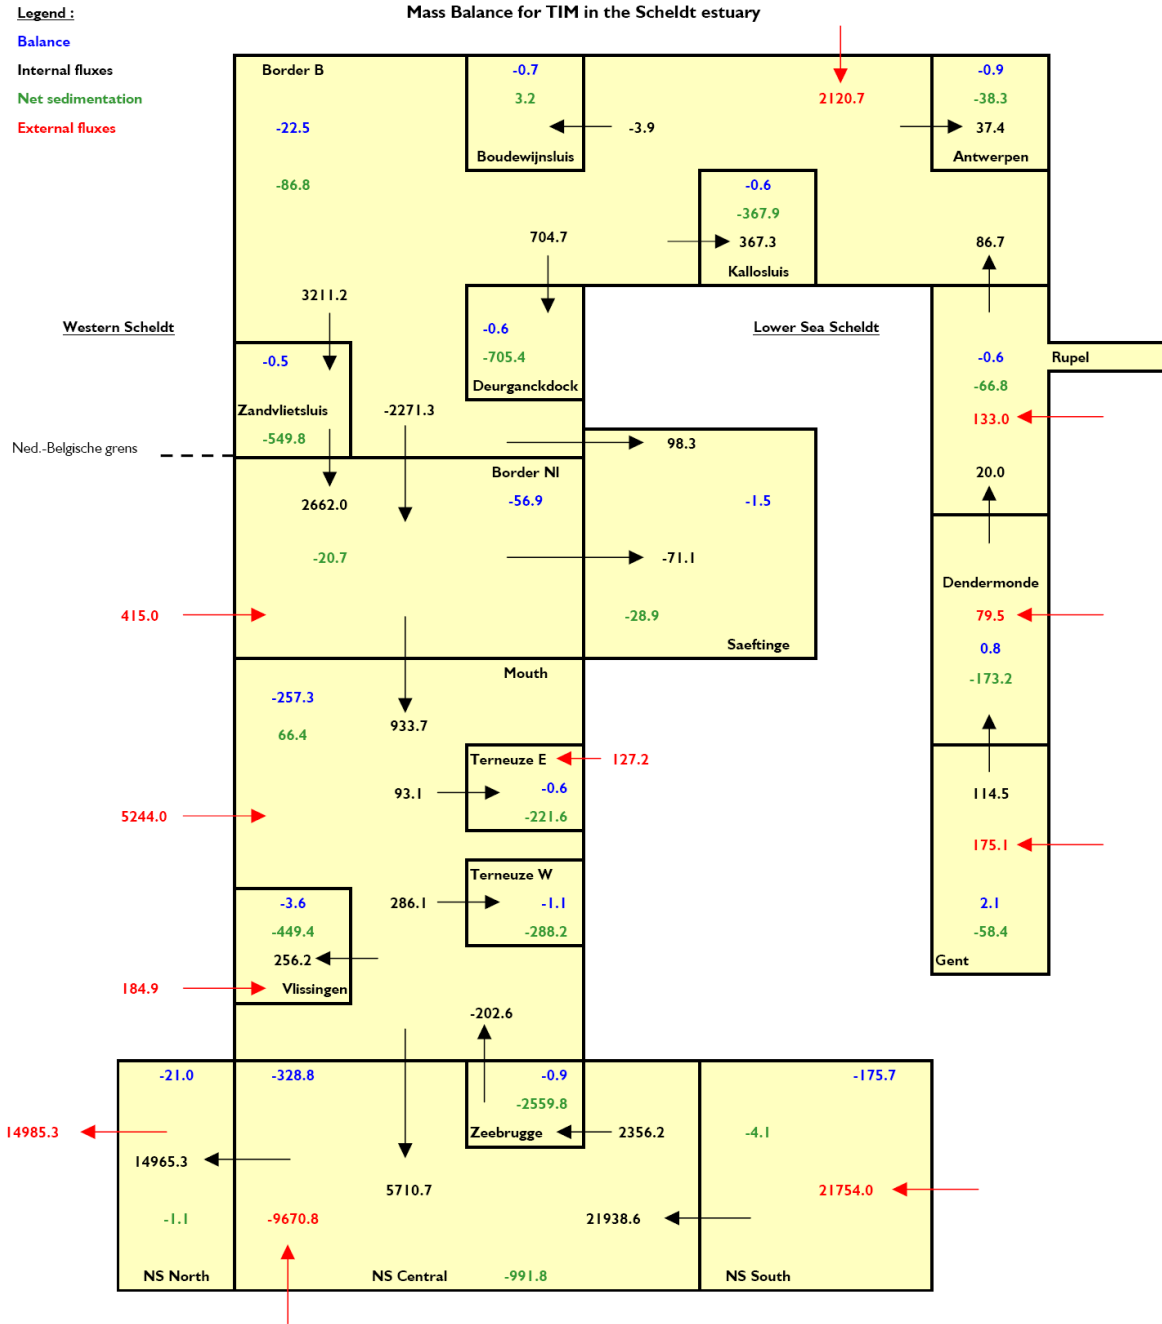 Legend :
Mass Balance for TIM in the Scheldt estuary
Balance
Internal fluxes
Net sedimentation
External fluxes
Border B
-22.5
-86.8
-0.7
3.2
-3.9
Boudewijnsluis
2120.7
-0.9
-38.3
37.4
Antwerpen
-0.6
-367.9
367.3
Kallosluis
704.7
86.7
3211.2
Western Scheldt
Lower Sea Scheldt
-0.6
-705.4
Deurganckdock
-0.6
Rupel
-66.8
133.0
20.0
-0.5
Zandvlietsluis
-549.8
-2271.3
Ned.-Belgische grens
98.3
Border Nl
-56.9
2662.0
-20.7
-1.5
-71.1
-28.9
Saeftinge
415.0
Dendermonde
79.5
0.8
-173.2
Mouth
-257.3
66.4
933.7
Terneuze E
127.2
-0.6
93.1
-221.6
5244.0
114.5
175.1
2.1
-58.4
Gent
Terneuze W
286.1
-1.1
-288.2
-3.6
-449.4
256.2
Vlissingen
184.9
-202.6
-21.0
-328.8
-0.9
-2559.8
Zeebrugge
2356.2
-175.7
-4.1
14985.3
14965.3
5710.7
21754.0
-1.1
-9670.8
21938.6
NS North
NS Central
-991.8
NS South